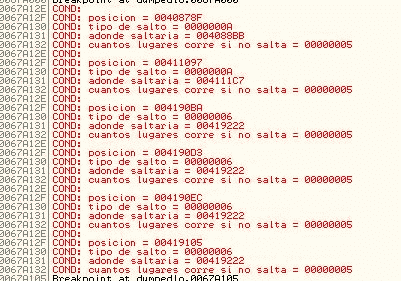 Breakpoint at dumpedlo.0067A000
COND:
0067A12F COND: posicion = 0040878F
0067A130 COND: tipo de salto = 0000000A
0067A131 COND: adonde saltaria = 004088BB
0067A132 COND: cuantos lugares corre si no salta = 00000005
0067A12E COND:
0067A12F COND: posicion = 00411097
0067A130 COND: tipo de salto = 0000000A
0067A131 COND: adonde saltaria = 004111C7
0067A132 COND: cuantos lugares corre si no salta = 00000005
0067A12E COND:
0067A12F COND: posicion = 004190BA
0067A130 COND: tipo de salto = 00000006
0067A131 COND: adonde saltaria = 00419222
0067A132 COND: cuantos lugares corre si no salta = 00000005
0067A12E COND:
0067A12F COND: posicion = 004190D3
0067A130 COND: tipo de salto = 00000006
0067A131 COND: adonde saltaria = 00419222
0067A132 COND: cuantos lugares corre si no salta = 00000005
0067A12E COND:
0067A12F COND: posicion = 004190EC
0067A130 COND: tipo de salto = 00000006
0067A131 COND: adonde saltaria = 00419222
0067A132 COND: cuantos lugares corre si no salta = 00000005
0067A12E COND:
0067A12F COND: posicion = 00419105
0067A130 COND: tipo de salto = 00000006
0067A131 COND: adonde saltaria = 00419222
0067A132 COND: cuantos lugares corre si no salta = 00000005
0067A105 Breakpoint at dumpedlo.0067A105